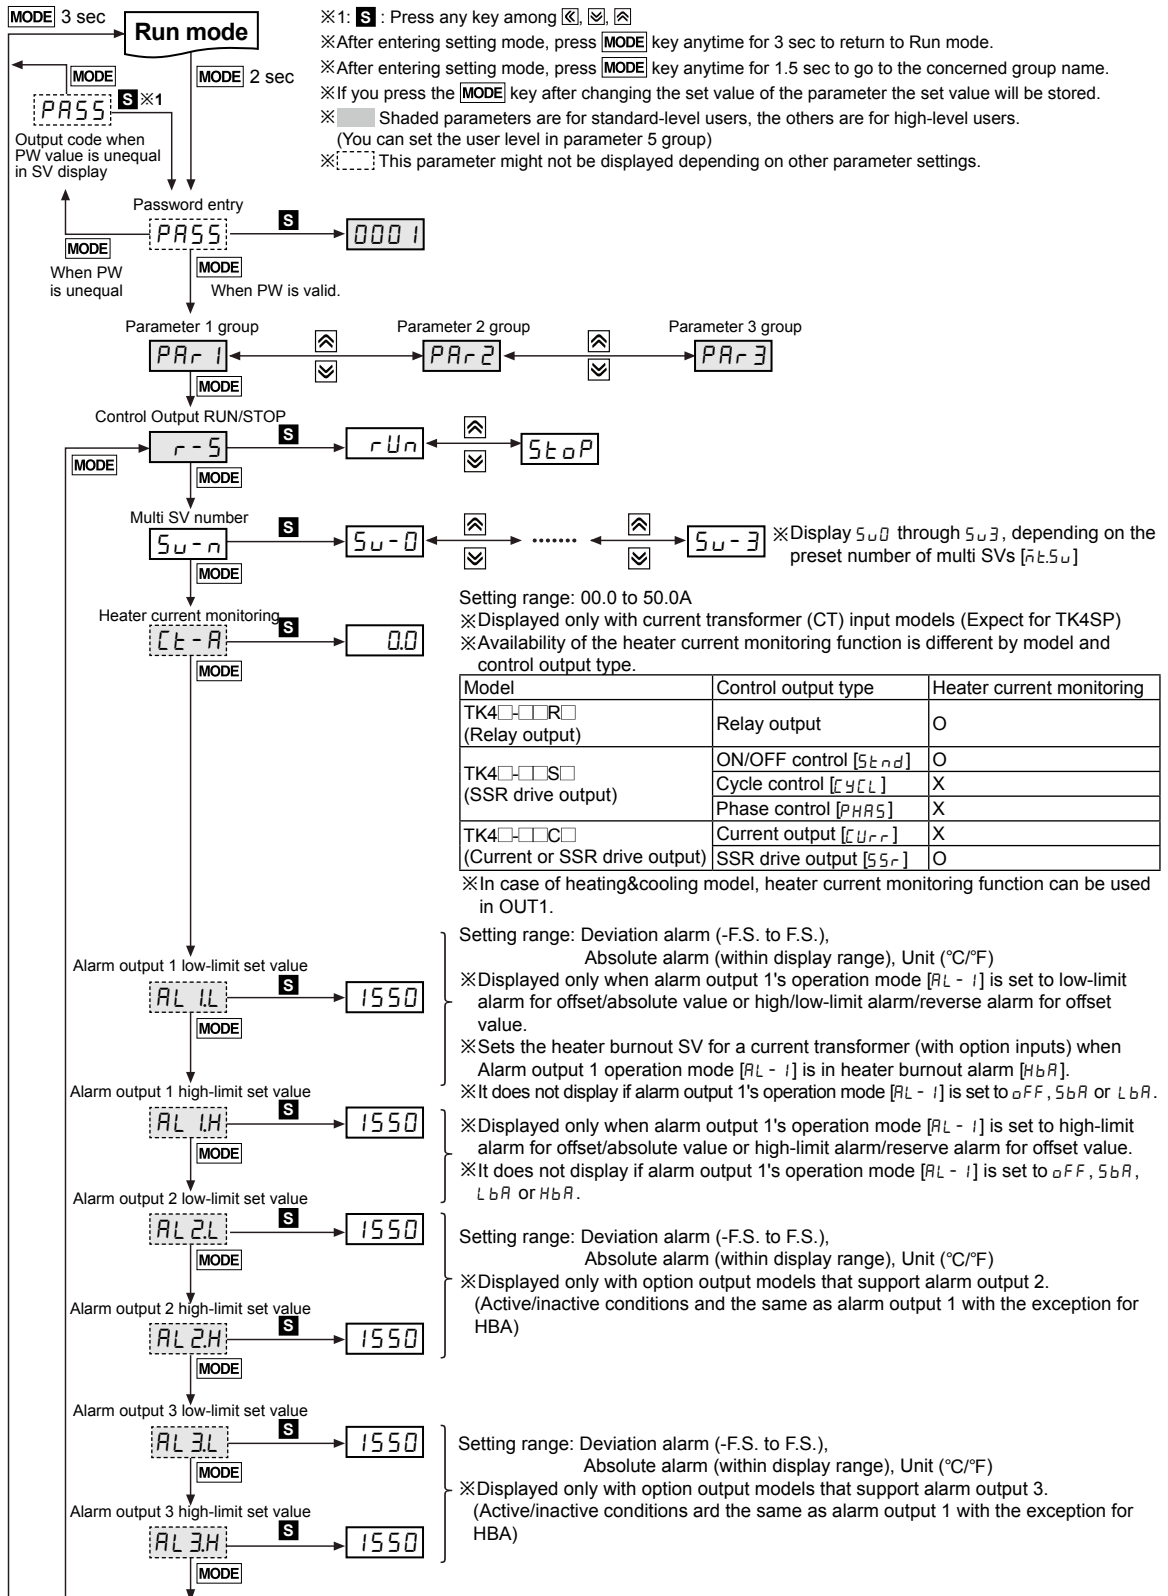 MODE 3 sec
Run mode
※1: S : Press any key among «, ︾, ︽
※After entering setting mode, press MODE key anytime for 3 sec to return to Run mode.
※After entering setting mode, press MODE key anytime for 1.5 sec to go to the concerned group name.
※If you press the MODE key after changing the set value of the parameter the set value will be stored.
※ Shaded parameters are for standard-level users, the others are for high-level users.
(You can set the user level in parameter 5 group)
※ This parameter might not be displayed depending on other parameter settings.
MODE
MODE 2 sec
PASS
S ※1
Output code when
PW value is unequal
in SV display
Password entry
PASS
S
0001
MODE
When PW
is unequal
MODE
When PW is valid.
Parameter 1 group
Parameter 2 group
Parameter 3 group
PAr1
︽
︾
PAr2
︽
︾
PAr3
MODE
Control Output RUN/STOP
r-S
S
rUn
︽
︾
StoP
MODE
MODE
Multi SV number
Su-n
S
Su-0
︽
︾
.......
︽
︾
Su-3
※Display Su0 through Su3, depending on the
preset number of multi SVs [mt.Su]
MODE
Heater current monitoring
Ct-A
S
0.0
MODE
Setting range: 00.0 to 50.0A
※Displayed only with current transformer (CT) input models (Expect for TK4SP)
※Availability of the heater current monitoring function is different by model and
control output type.
Model Control output type Heater current monitoring
TK4□-□□R□
(Relay output)
Relay output O
TK4□-□□S□
(SSR drive output)
ON/OFF control [Stnd] O
Cycle control [CYCL] X
Phase control [PHAS] X
TK4□-□□C□
(Current or SSR drive output)
Current output [CUrr] X
SSR drive output [SSr] O
※In case of heating&cooling model, heater current monitoring function can be used
in OUT1.
Alarm output 1 low-limit set value
AL1.L
S
1550
MODE
Setting range: Deviation alarm (-F.S. to F.S.),
Absolute alarm (within display range), Unit (℃/℉)
※Displayed only when alarm output 1's operation mode [AL-1] is set to low-limit
alarm for offset/absolute value or high/low-limit alarm/reverse alarm for offset
value.
※Sets the heater burnout SV for a current transformer (with option inputs) when
Alarm output 1 operation mode [AL-1] is in heater burnout alarm [HbA].
※It does not display if alarm output 1's operation mode [AL-1] is set to oFF, SbA or LbA.
Alarm output 1 high-limit set value
AL1.H
S
1550
MODE
※Displayed only when alarm output 1's operation mode [AL-1] is set to high-limit
alarm for offset/absolute value or high-limit alarm/reserve alarm for offset value.
※It does not display if alarm output 1's operation mode [AL-1] is set to oFF, SbA,
LbA or HbA.
Alarm output 2 low-limit set value
AL2.L
S
1550
MODE
Setting range: Deviation alarm (-F.S. to F.S.),
Absolute alarm (within display range), Unit (℃/℉)
※Displayed only with option output models that support alarm output 2.
(Active/inactive conditions and the same as alarm output 1 with the exception for
HBA)
Alarm output 2 high-limit set value
AL2.H
S
1550
MODE
Alarm output 3 low-limit set value
AL3.L
S
1550
MODE
Setting range: Deviation alarm (-F.S. to F.S.),
Absolute alarm (within display range), Unit (℃/℉)
※Displayed only with option output models that support alarm output 3.
(Active/inactive conditions ard the same as alarm output 1 with the exception for
HBA)
Alarm output 3 high-limit set value
AL3.H
S
1550
MODE